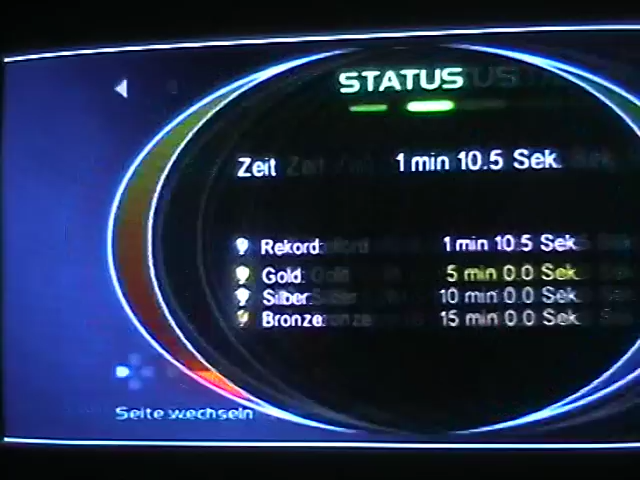 STATUS
Zeit 1 min 10.5 Sek.
Rekord: 1 min 10.5 Sek.
Gold: 5 min 0.0 Sek.
Silber: 10 min 0.0 Sek.
Bronze: 15 min 0.0 Sek.
Seite wechseln